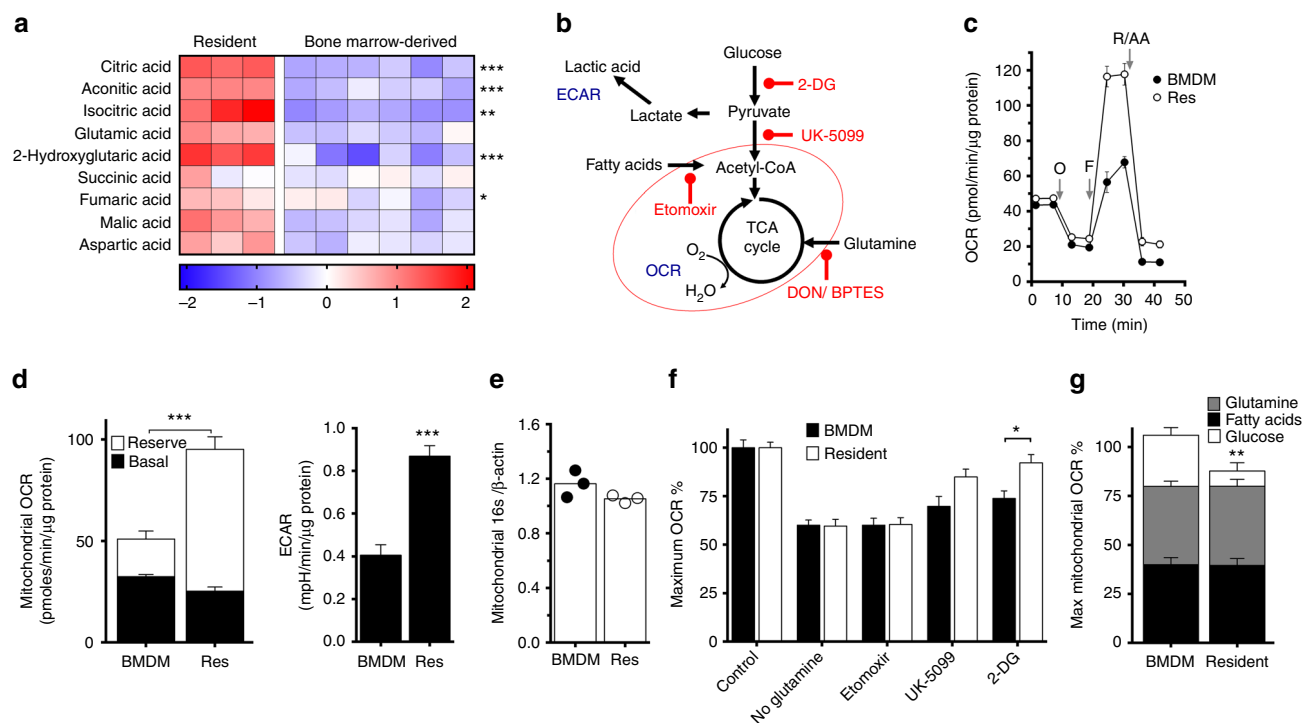 a
Resident
Bone marrow-derived
Citric acid
***
Aconitic acid
***
Isocitric acid
**
Glutamic acid
2-Hydroxyglutaric acid
***
Succinic acid
Fumaric acid
*
Malic acid
Aspartic acid
−2
−1
0
1
2
b
Glucose
Lactic acid
2-DG
ECAR
Lactate
Pyruvate
UK-5099
Fatty acids
Acetyl-CoA
Etomoxir
TCA
cycle
Glutamine
O2
OCR
H2O
DON/ BPTES
c
R/AA
BMDM
Res
O
F
OCR (pmol/min/μg protein)
120
100
80
60
40
20
0
0
10
20
30
40
50
Time (min)
d
***
Reserve
Basal
Mitochondrial OCR
(pmoles/min/μg protein)
100
50
0
BMDM
Res
ECAR
(mpH/min/μg protein)
1.0
0.8
0.6
0.4
0.2
0.0
***
BMDM
Res
e
Mitochondrial 16s /β-actin
1.6
1.2
0.9
0.6
0.3
0.0
BMDM
Res
f
BMDM
Resident
*
Maximum OCR %
100
75
50
25
0
Control
No glutamine
Etomoxir
UK-5099
2-DG
g
Glutamine
Fatty acids
Glucose
**
Max mitochondrial OCR %
100
75
50
25
0
BMDM
Resident